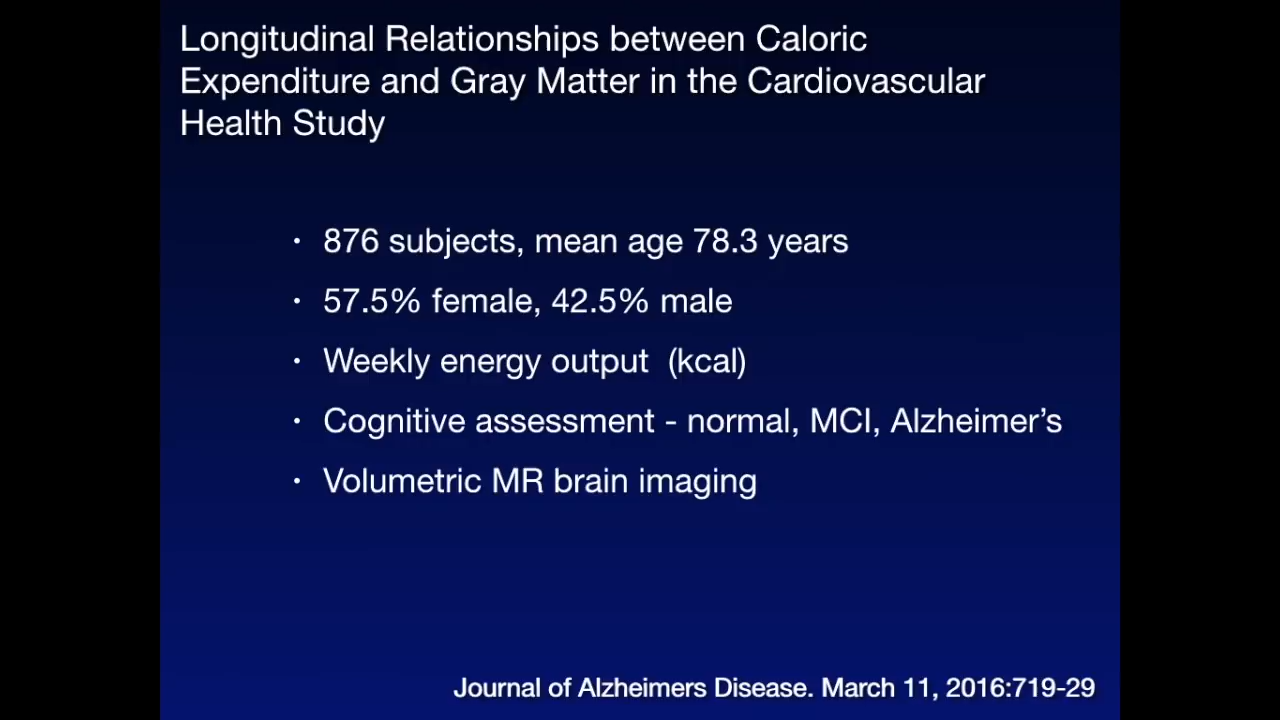 Longitudinal Relationships between Caloric
Expenditure and Gray Matter in the Cardiovascular
Health Study
· 876 subjects, mean age 78.3 years
· 57.5% female, 42.5% male
· Weekly energy output  (kcal)
· Cognitive assessment - normal, MCI, Alzheimer’s
· Volumetric MR brain imaging
Journal of Alzheimers Disease. March 11, 2016:719-29